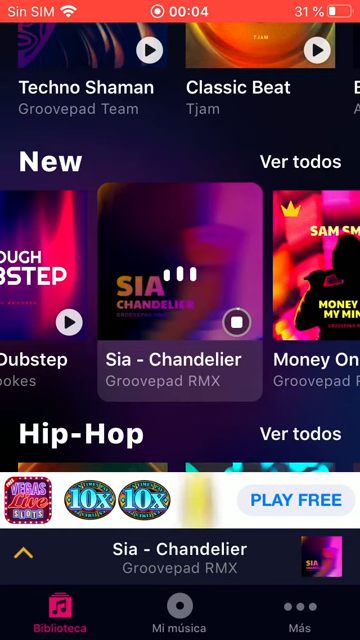 Sin SIM 00:04 31 %
TJAM
Techno Shaman Classic Beat
Groovepad Team Tjam
New Ver todos
OUGH
BSTEP
SIA
CHANDELIER
SAM SM
MONEY O
MY MIN
Dubstep Sia - Chandelier Money On
ookes Groovepad RMX Groovepad R
Hip-Hop Ver todos
FREE
VEGAS
Live
SLOTS
10x 10x
PLAY FREE
Sia - Chandelier
Groovepad RMX
SIA
Biblioteca Mi música Más